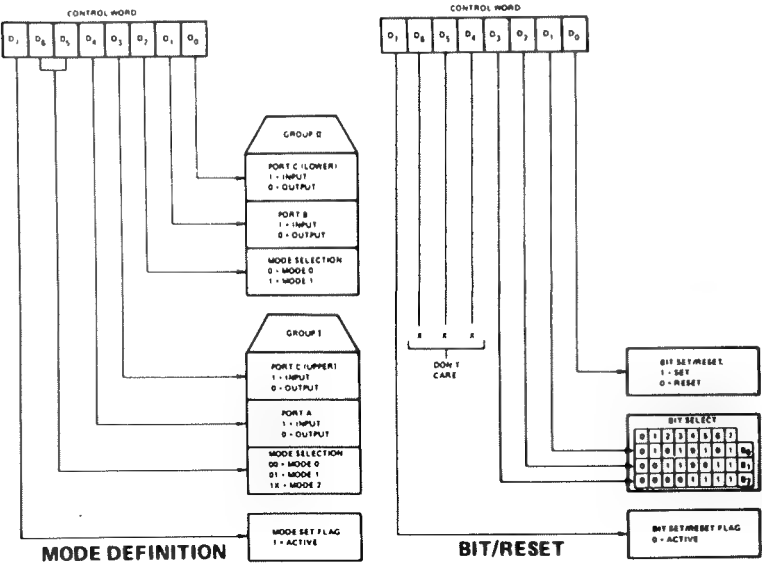 CONTROL WORD
D7 D6 D5 D4 D3 D2 D1 D0
GROUP 0
PORT C (LOWER)
1 = INPUT
0 = OUTPUT
PORT B
1 = INPUT
0 = OUTPUT
MODE SELECTION
0 = MODE 0
1 = MODE 1
GROUP 1
PORT C (UPPER)
1 = INPUT
0 = OUTPUT
PORT A
1 = INPUT
0 = OUTPUT
MODE SELECTION
00 = MODE 0
01 = MODE 1
1X = MODE 2
MODE SET FLAG
1 = ACTIVE
MODE DEFINITION
CONTROL WORD
D7 D6 D5 D4 D3 D2 D1 D0
X X X
DON'T
CARE
BIT SET/RESET
1 = SET
0 = RESET
BIT SELECT
0 1 2 3 4 5 6 7
0 1 0 1 0 1 0 1 B0
0 0 1 1 0 0 1 1 B1
0 0 0 0 1 1 1 1 B2
BIT SET/RESET FLAG
0 = ACTIVE
BIT/RESET